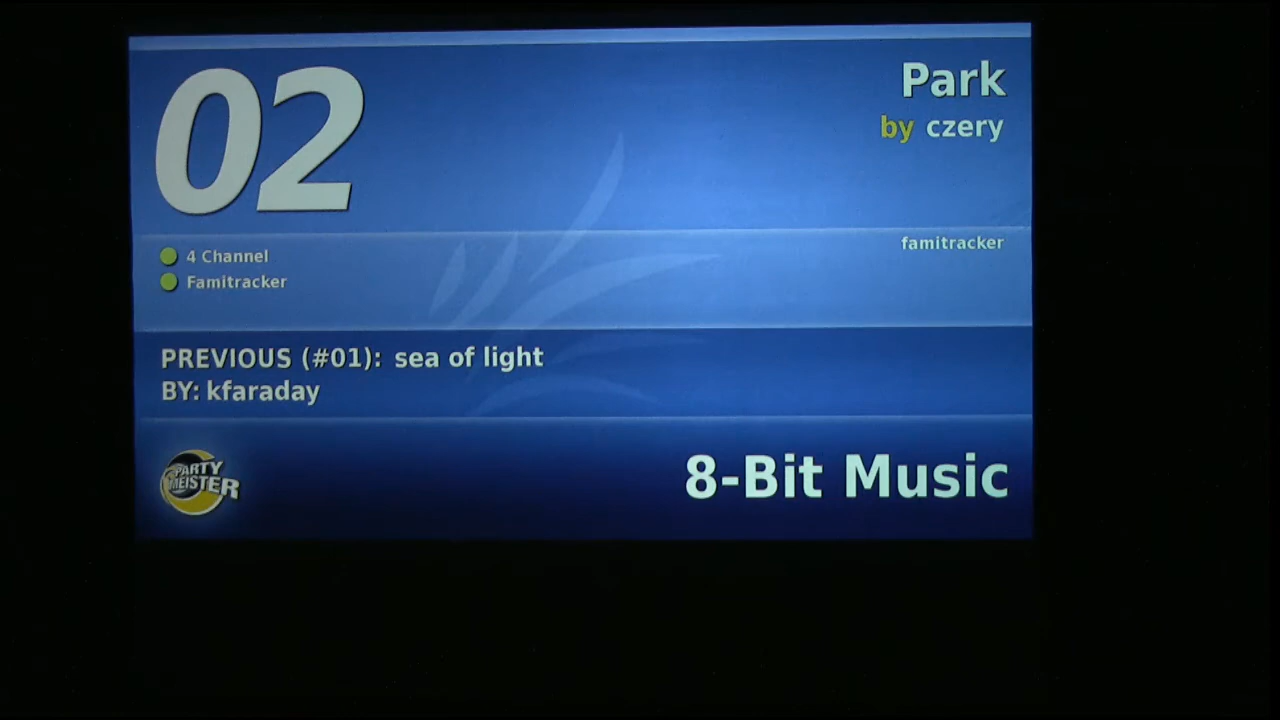 02
Park
by czery
4 Channel
Famitracker
famitracker
PREVIOUS (#01): sea of light
BY: kfaraday
PARTY
MEISTER
8-Bit Music